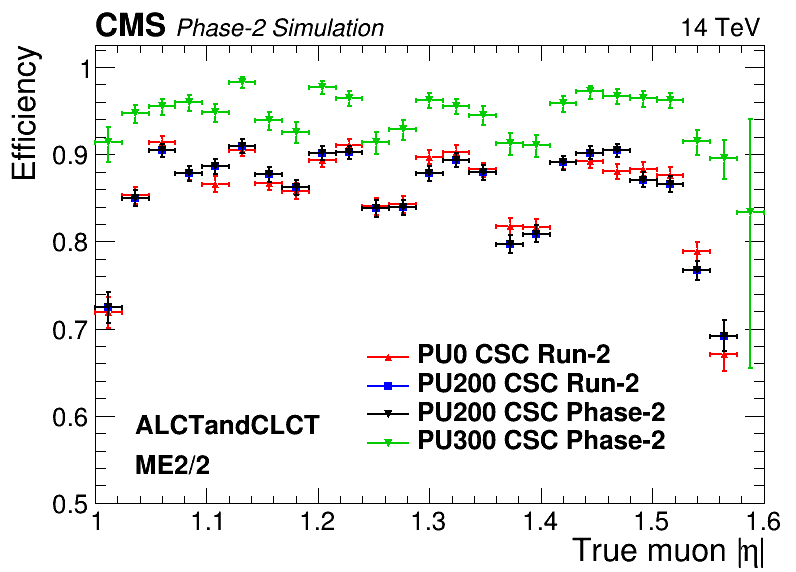 CMS Phase-2 Simulation 14 TeV
Efficiency
1
0.9
0.8
0.7
0.6
0.5
PU0 CSC Run-2
PU200 CSC Run-2
PU200 CSC Phase-2
PU300 CSC Phase-2
ALCTandCLCT
ME2/2
1 1.1 1.2 1.3 1.4 1.5 1.6
True muon |η|